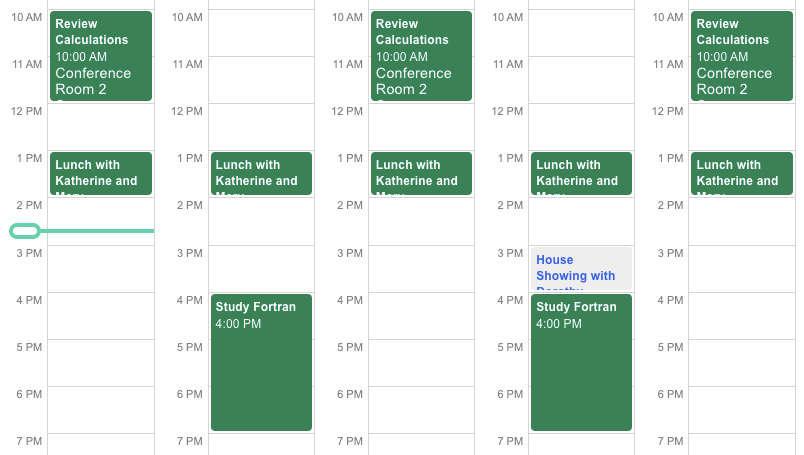 10 AM
Review
Calculations
10:00 AM
Conference
Room 2
11 AM
12 PM
1 PM
Lunch with
Katherine and
2 PM
3 PM
4 PM
5 PM
6 PM
7 PM
10 AM
11 AM
12 PM
1 PM
Lunch with
Katherine and
2 PM
3 PM
4 PM
Study Fortran
4:00 PM
5 PM
6 PM
7 PM
10 AM
Review
Calculations
10:00 AM
Conference
Room 2
11 AM
12 PM
1 PM
Lunch with
Katherine and
2 PM
3 PM
4 PM
5 PM
6 PM
7 PM
10 AM
11 AM
12 PM
1 PM
Lunch with
Katherine and
2 PM
3 PM
House
Showing with
4 PM
Study Fortran
4:00 PM
5 PM
6 PM
7 PM
10 AM
Review
Calculations
10:00 AM
Conference
Room 2
11 AM
12 PM
1 PM
Lunch with
Katherine and
2 PM
3 PM
4 PM
5 PM
6 PM
7 PM